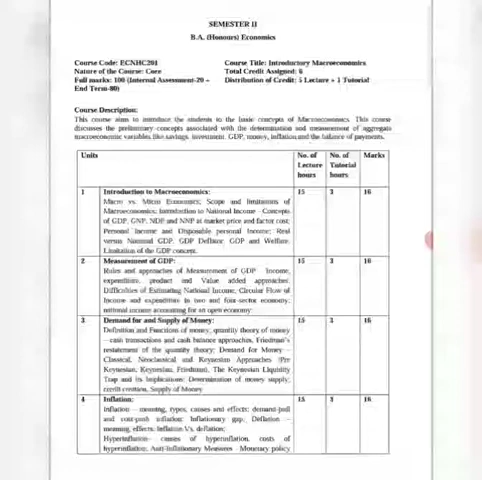 SEMESTER II
B.A. (Honours) Economics
Course Code: ECNHC201 Course Title: Introductory Macroeconomics
Nature of the Course: Core Total Credit Assigned: 6
Full marks: 100 (Internal Assessment-20 + Distribution of Credit: 5 Lecture + 1 Tutorial
End Term-80)
Course Description:
This course aims to introduce the students to the basic concepts of Macroeconomics. This course
discusses the preliminary concepts associated with the determination and measurement of aggregate
macroeconomic variables like savings, investment, GDP, money, inflation and the balance of payments.
Units No. of Lecture hours No. of Tutorial hours Marks
1 Introduction to Macroeconomics: 15 3 16
Macro vs. Micro Economics; Scope and limitations of
Macroeconomics; Introduction to National Income – Concepts
of GDP, GNP, NDP and NNP at market price and factor cost;
Personal Income and Disposable personal Income; Real
versus Nominal GDP, GDP Deflator, GDP and Welfare.
Limitation of the GDP concept.
2 Measurement of GDP: 15 3 16
Rules and approaches of Measurement of GDP – Income,
expenditure, product and Value added approaches;
Difficulties of Estimating National Income, Circular Flow of
Income and expenditure in two and four-sector economy;
national income accounting for an open economy.
3 Demand for and Supply of Money: 15 3 16
Definition and Functions of money; quantity theory of money
–cash transactions and cash balance approaches, Friedman's
restatement of the quantity theory; Demand for Money –
Classical, Neoclassical and Keynesian Approaches (Pre
Keynesian, Keynesian, Friedman), The Keynesian Liquidity
Trap and its Implications; Determination of money supply;
credit creation, Supply of Money
4 Inflation: 15 3 16
Inflation – meaning, types, causes and effects; demand-pull
and cost-push inflation; Inflationary gap. Deflation –
meaning, effects; Inflation Vs. deflation;
Hyperinflation– causes of hyperinflation, costs of
hyperinflation; Anti-Inflationary Measures – Monetary policy